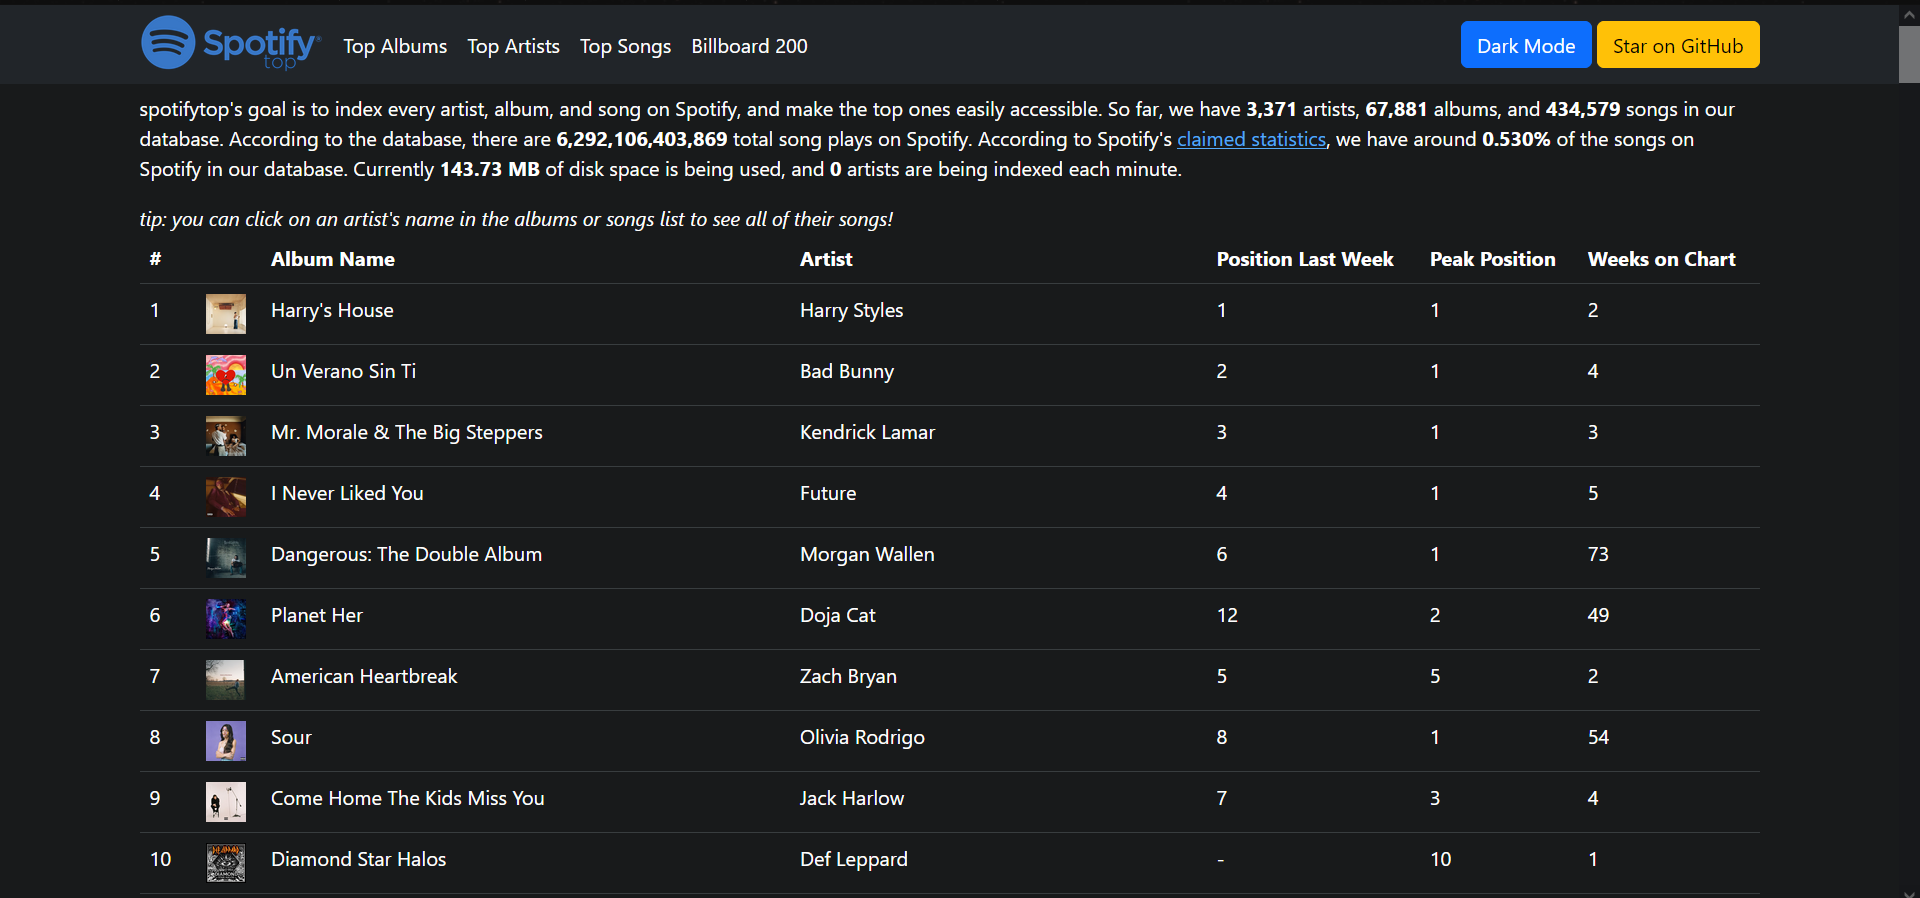 Spotify® top Top Albums Top Artists Top Songs Billboard 200 Dark Mode Star on GitHub
spotifytop's goal is to index every artist, album, and song on Spotify, and make the top ones easily accessible. So far, we have 3,371 artists, 67,881 albums, and 434,579 songs in our
database. According to the database, there are 6,292,106,403,869 total song plays on Spotify. According to Spotify's claimed statistics, we have around 0.530% of the songs on
Spotify in our database. Currently 143.73 MB of disk space is being used, and 0 artists are being indexed each minute.
tip: you can click on an artist's name in the albums or songs list to see all of their songs!
# Album Name Artist Position Last Week Peak Position Weeks on Chart
1 Harry's House Harry Styles 1 1 2
2 Un Verano Sin Ti Bad Bunny 2 1 4
3 Mr. Morale & The Big Steppers Kendrick Lamar 3 1 3
4 I Never Liked You Future 4 1 5
5 Dangerous: The Double Album Morgan Wallen 6 1 73
6 Planet Her Doja Cat 12 2 49
7 American Heartbreak Zach Bryan 5 5 2
8 Sour Olivia Rodrigo 8 1 54
9 Come Home The Kids Miss You Jack Harlow 7 3 4
10 Diamond Star Halos Def Leppard - 10 1